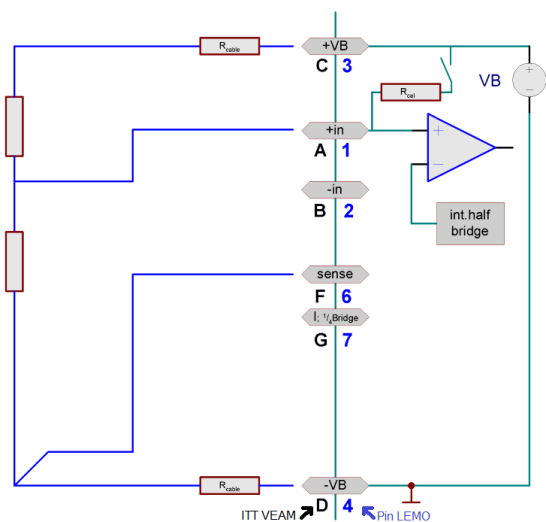 Rcable
+VB
C 3
VB
+
−
Rcal
+in
A 1
+
−
-in
B 2
int.half
bridge
sense
F 6
I; ¼Bridge
G 7
Rcable
-VB
D 4
ITT VEAM
Pin LEMO